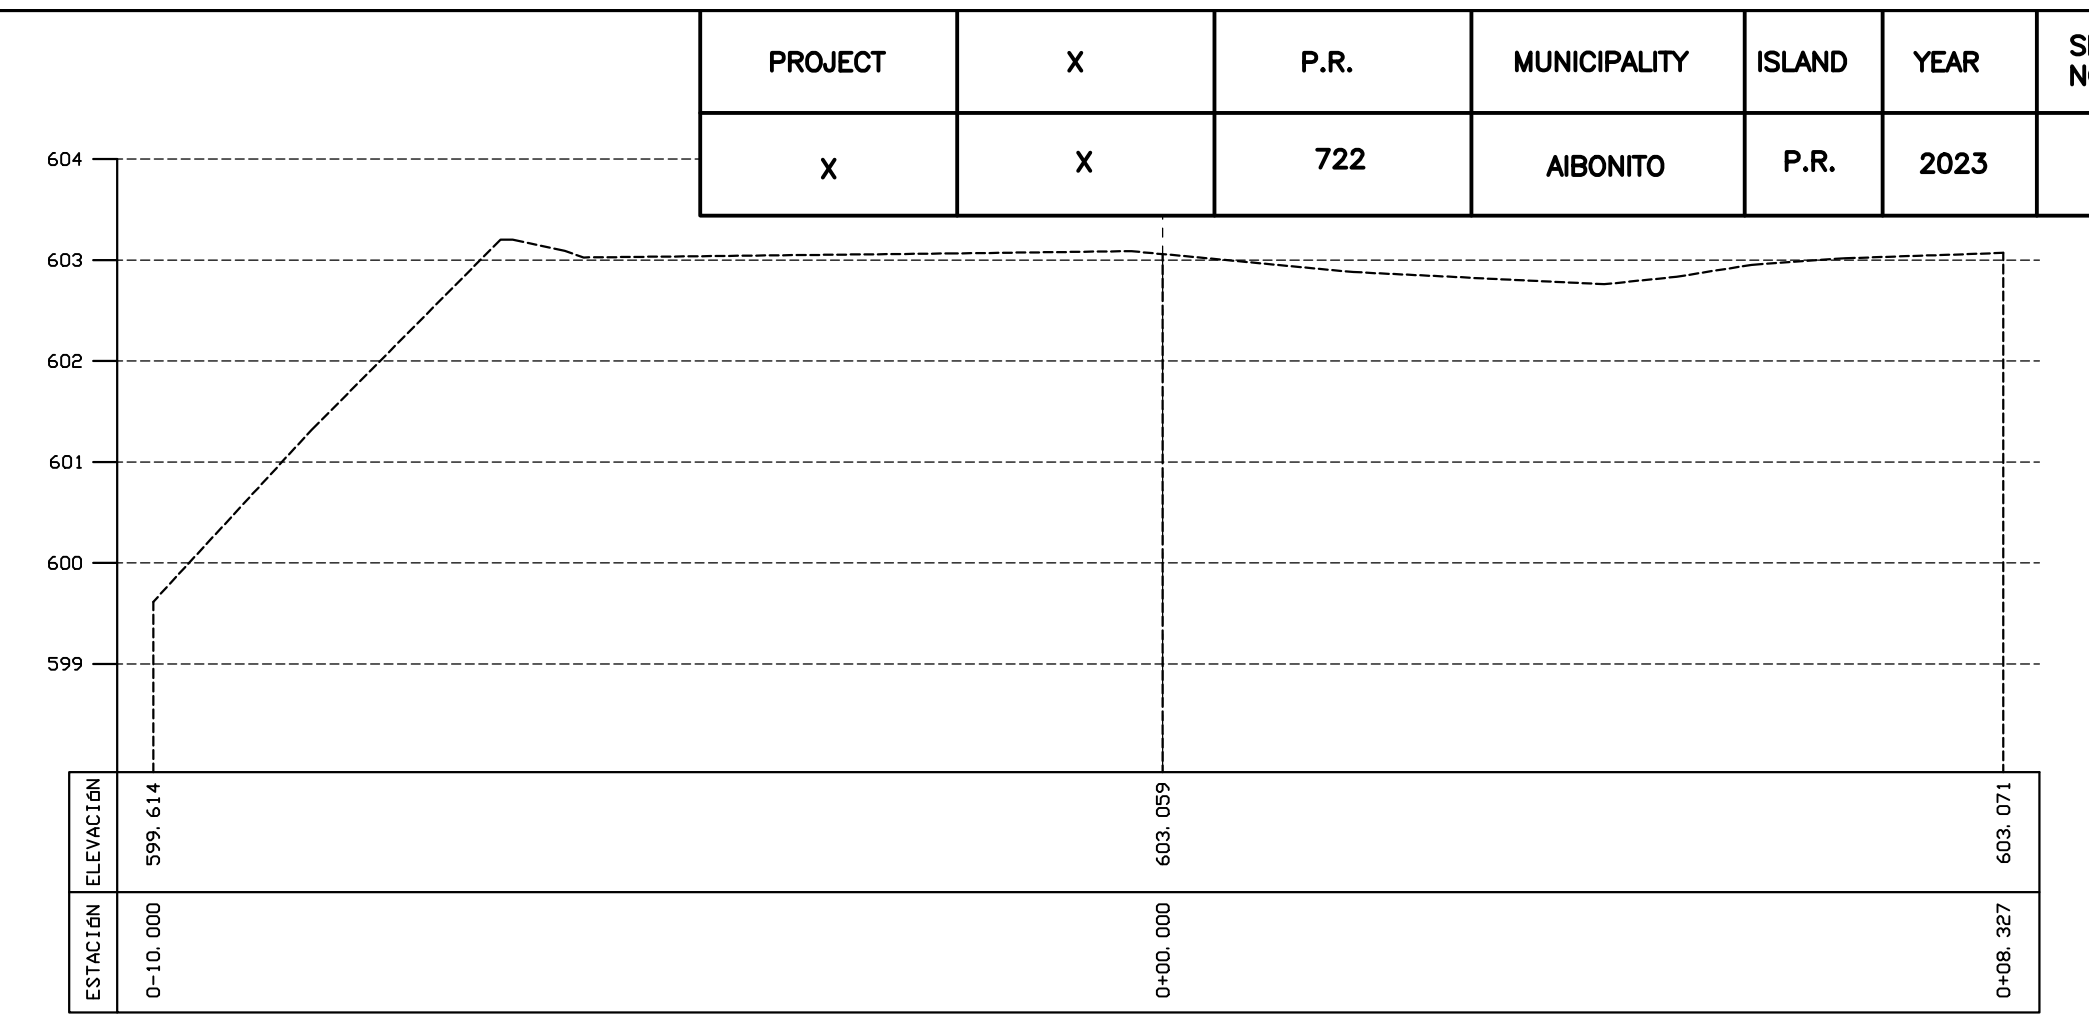 PROJECT X P.R. MUNICIPALITY ISLAND YEAR
X X 722 AIBONITO P.R. 2023
604
603
602
601
600
599
ELEVACIÓN 599. 614 603. 059 603. 071
ESTACIÓN 0-10. 000 0+00. 000 0+08. 327